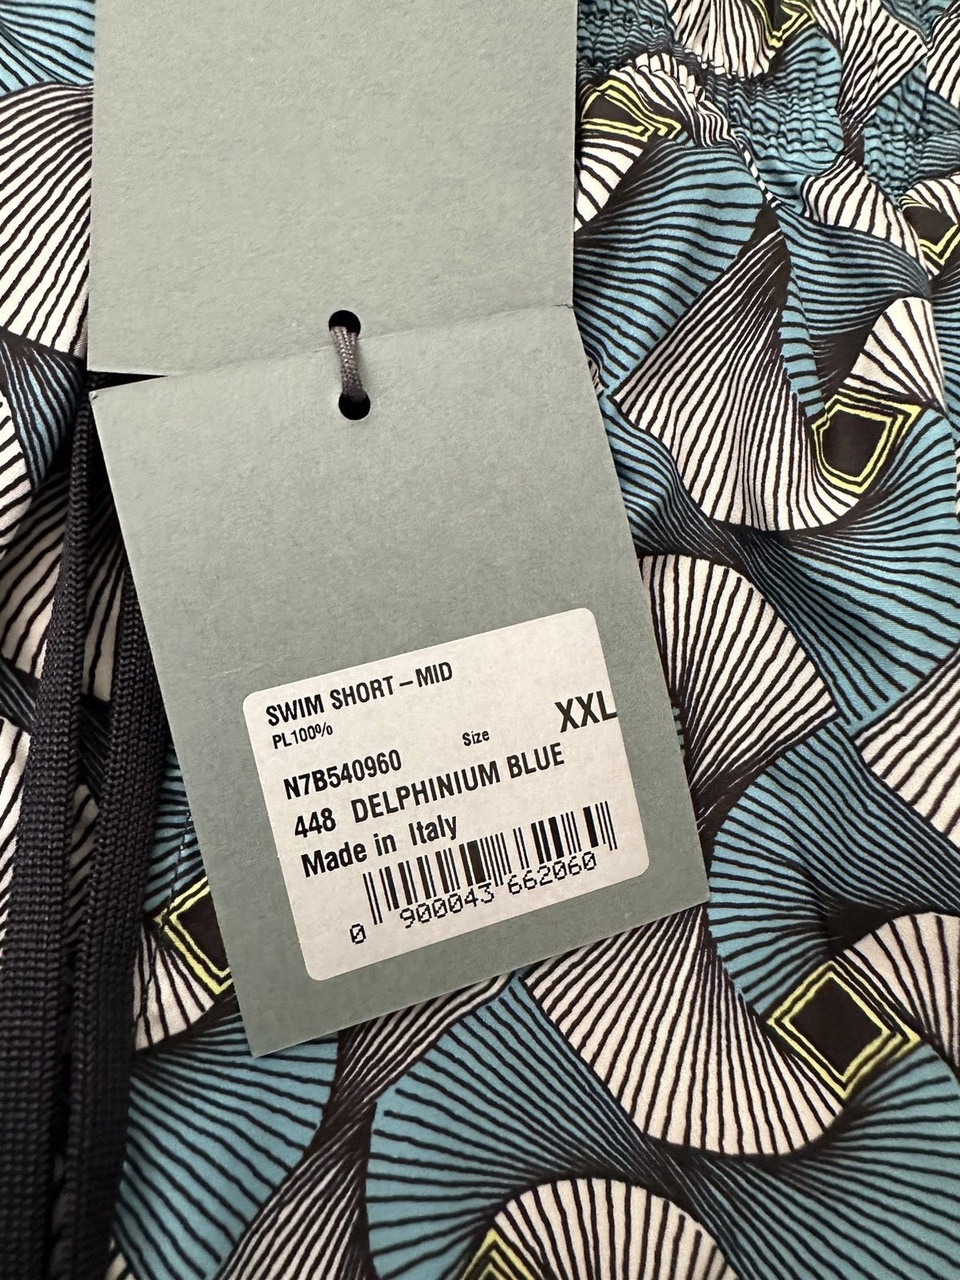 SWIM SHORT – MID
PL100%
Size XXL
N7B540960
448 DELPHINIUM BLUE
Made in Italy
0 900043 662060